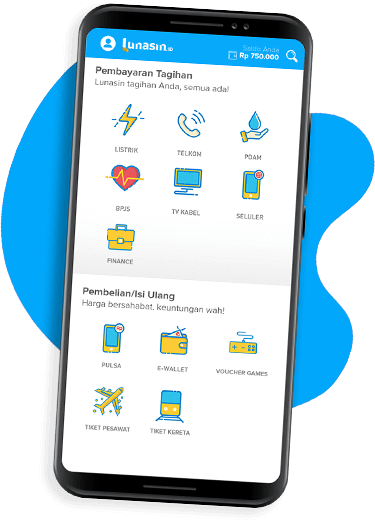 Lunasin.ID
Saldo Anda
Rp 750.000
Pembayaran Tagihan
Lunasin tagihan Anda, semua ada!
LISTRIK
TELKOM
PDAM
BPJS
TV KABEL
SELULER
FINANCE
Pembelian/Isi Ulang
Harga bersahabat, keuntungan wah!
PULSA
E-WALLET
VOUCHER GAMES
TIKET PESAWAT
TIKET KERETA